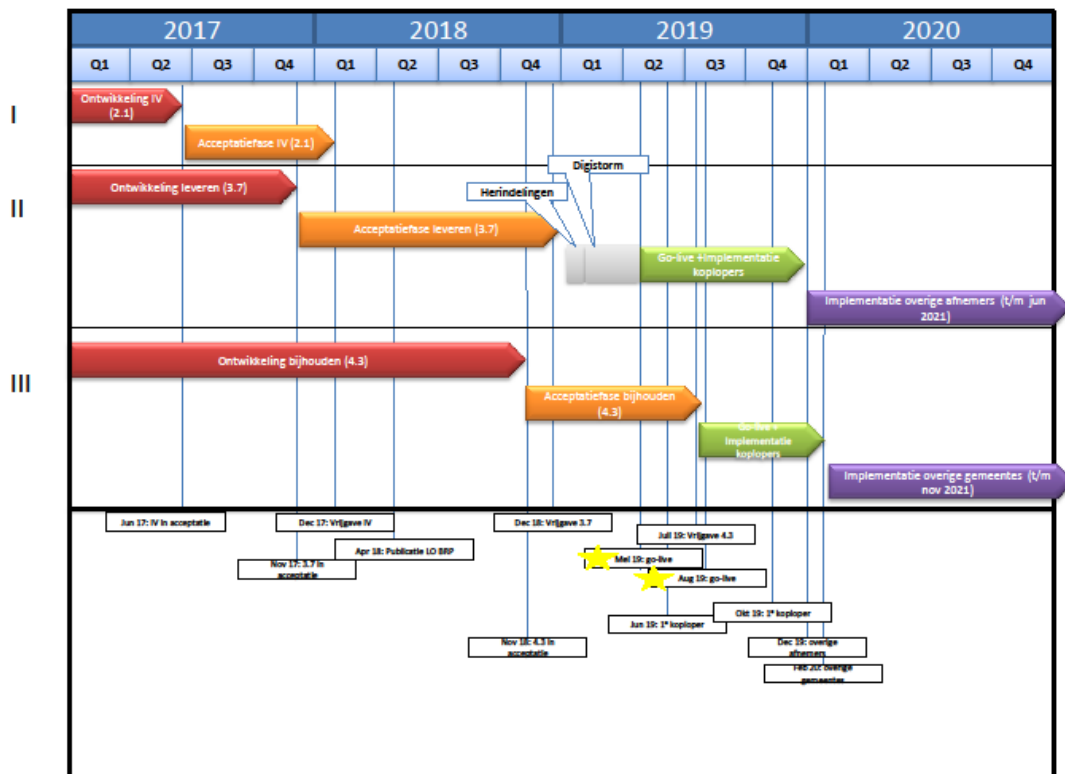 2017 2018 2019 2020
Q1 Q2 Q3 Q4 Q1 Q2 Q3 Q4 Q1 Q2 Q3 Q4 Q1 Q2 Q3 Q4
I
Ontwikkeling IV
(2.1)
Acceptatiefase IV (2.1)
Digistorm
II
Ontwikkeling leveren (3.7)
Herindelingen
Acceptatiefase leveren (3.7)
Go-live +Implementatie
koplopers
Implementatie overige afnemers (t/m jun
2021)
III
Ontwikkeling bijhouden (4.3)
Acceptatiefase bijhouden
(4.3)
Go-live +
Implementatie
koplopers
Implementatie overige gemeentes (t/m
nov 2021)
Jun 17: IV in acceptatie
Dec 17: Vrijgave IV
Dec 18: Vrijgave 3.7
Juli 19: Vrijgave 4.3
Apr 18: Publicatie LO BRP
Mei 19: go-live
Nov 17: 3.7 in
acceptatie
Aug 19: go-live
Okt 19: 1e koploper
Jun 19: 1e koploper
Nov 18: 4.3 in
acceptatie
Dec 19: overige
afnemers
Feb 20: overige
gemeentes